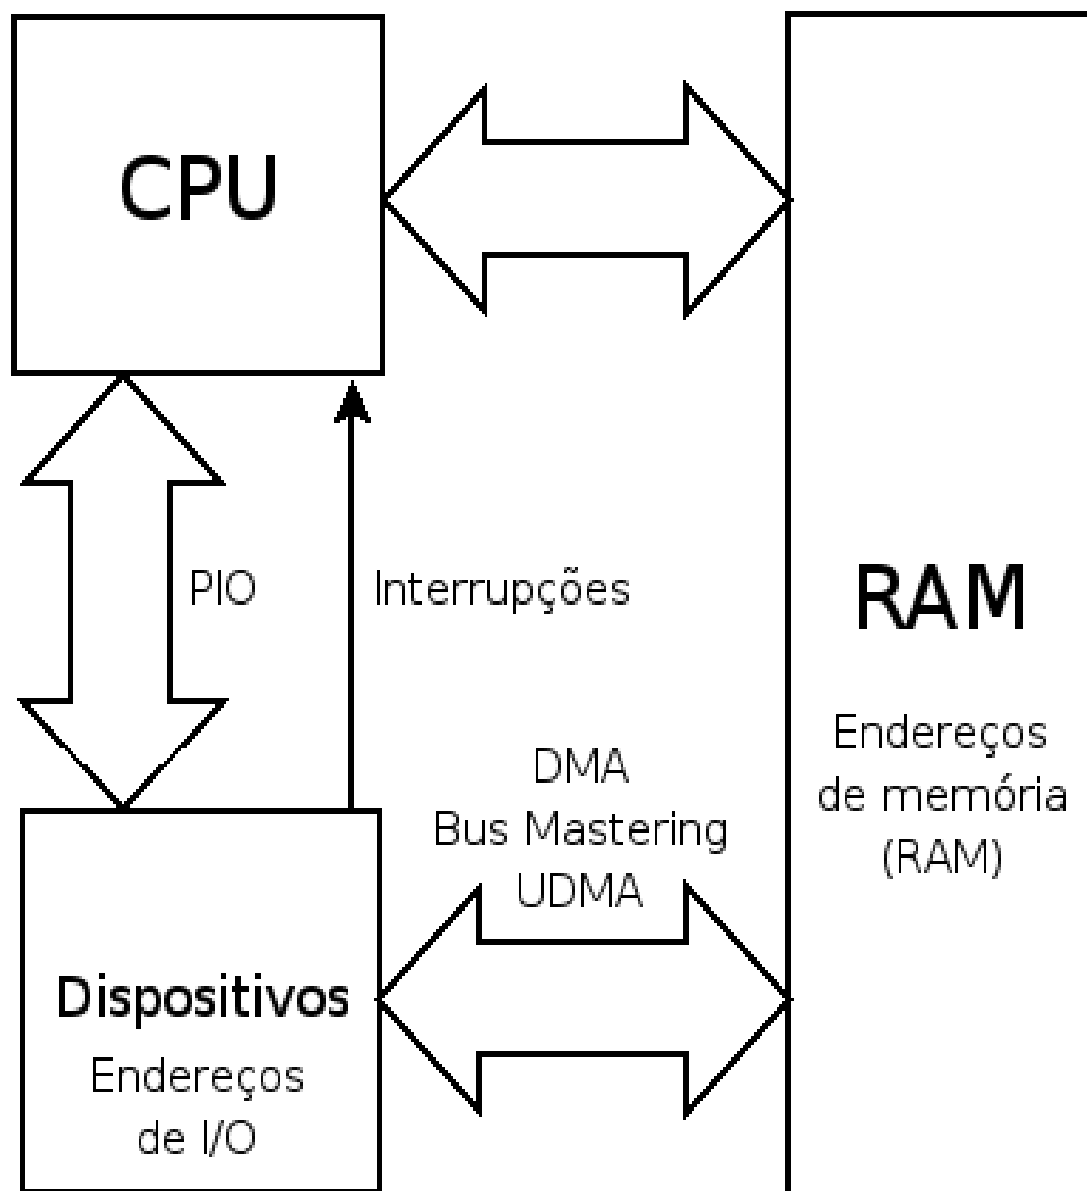 CPU
PIO
Interrupções
RAM
Endereços
de memória
(RAM)
DMA
Bus Mastering
UDMA
Dispositivos
Endereços
de I/O